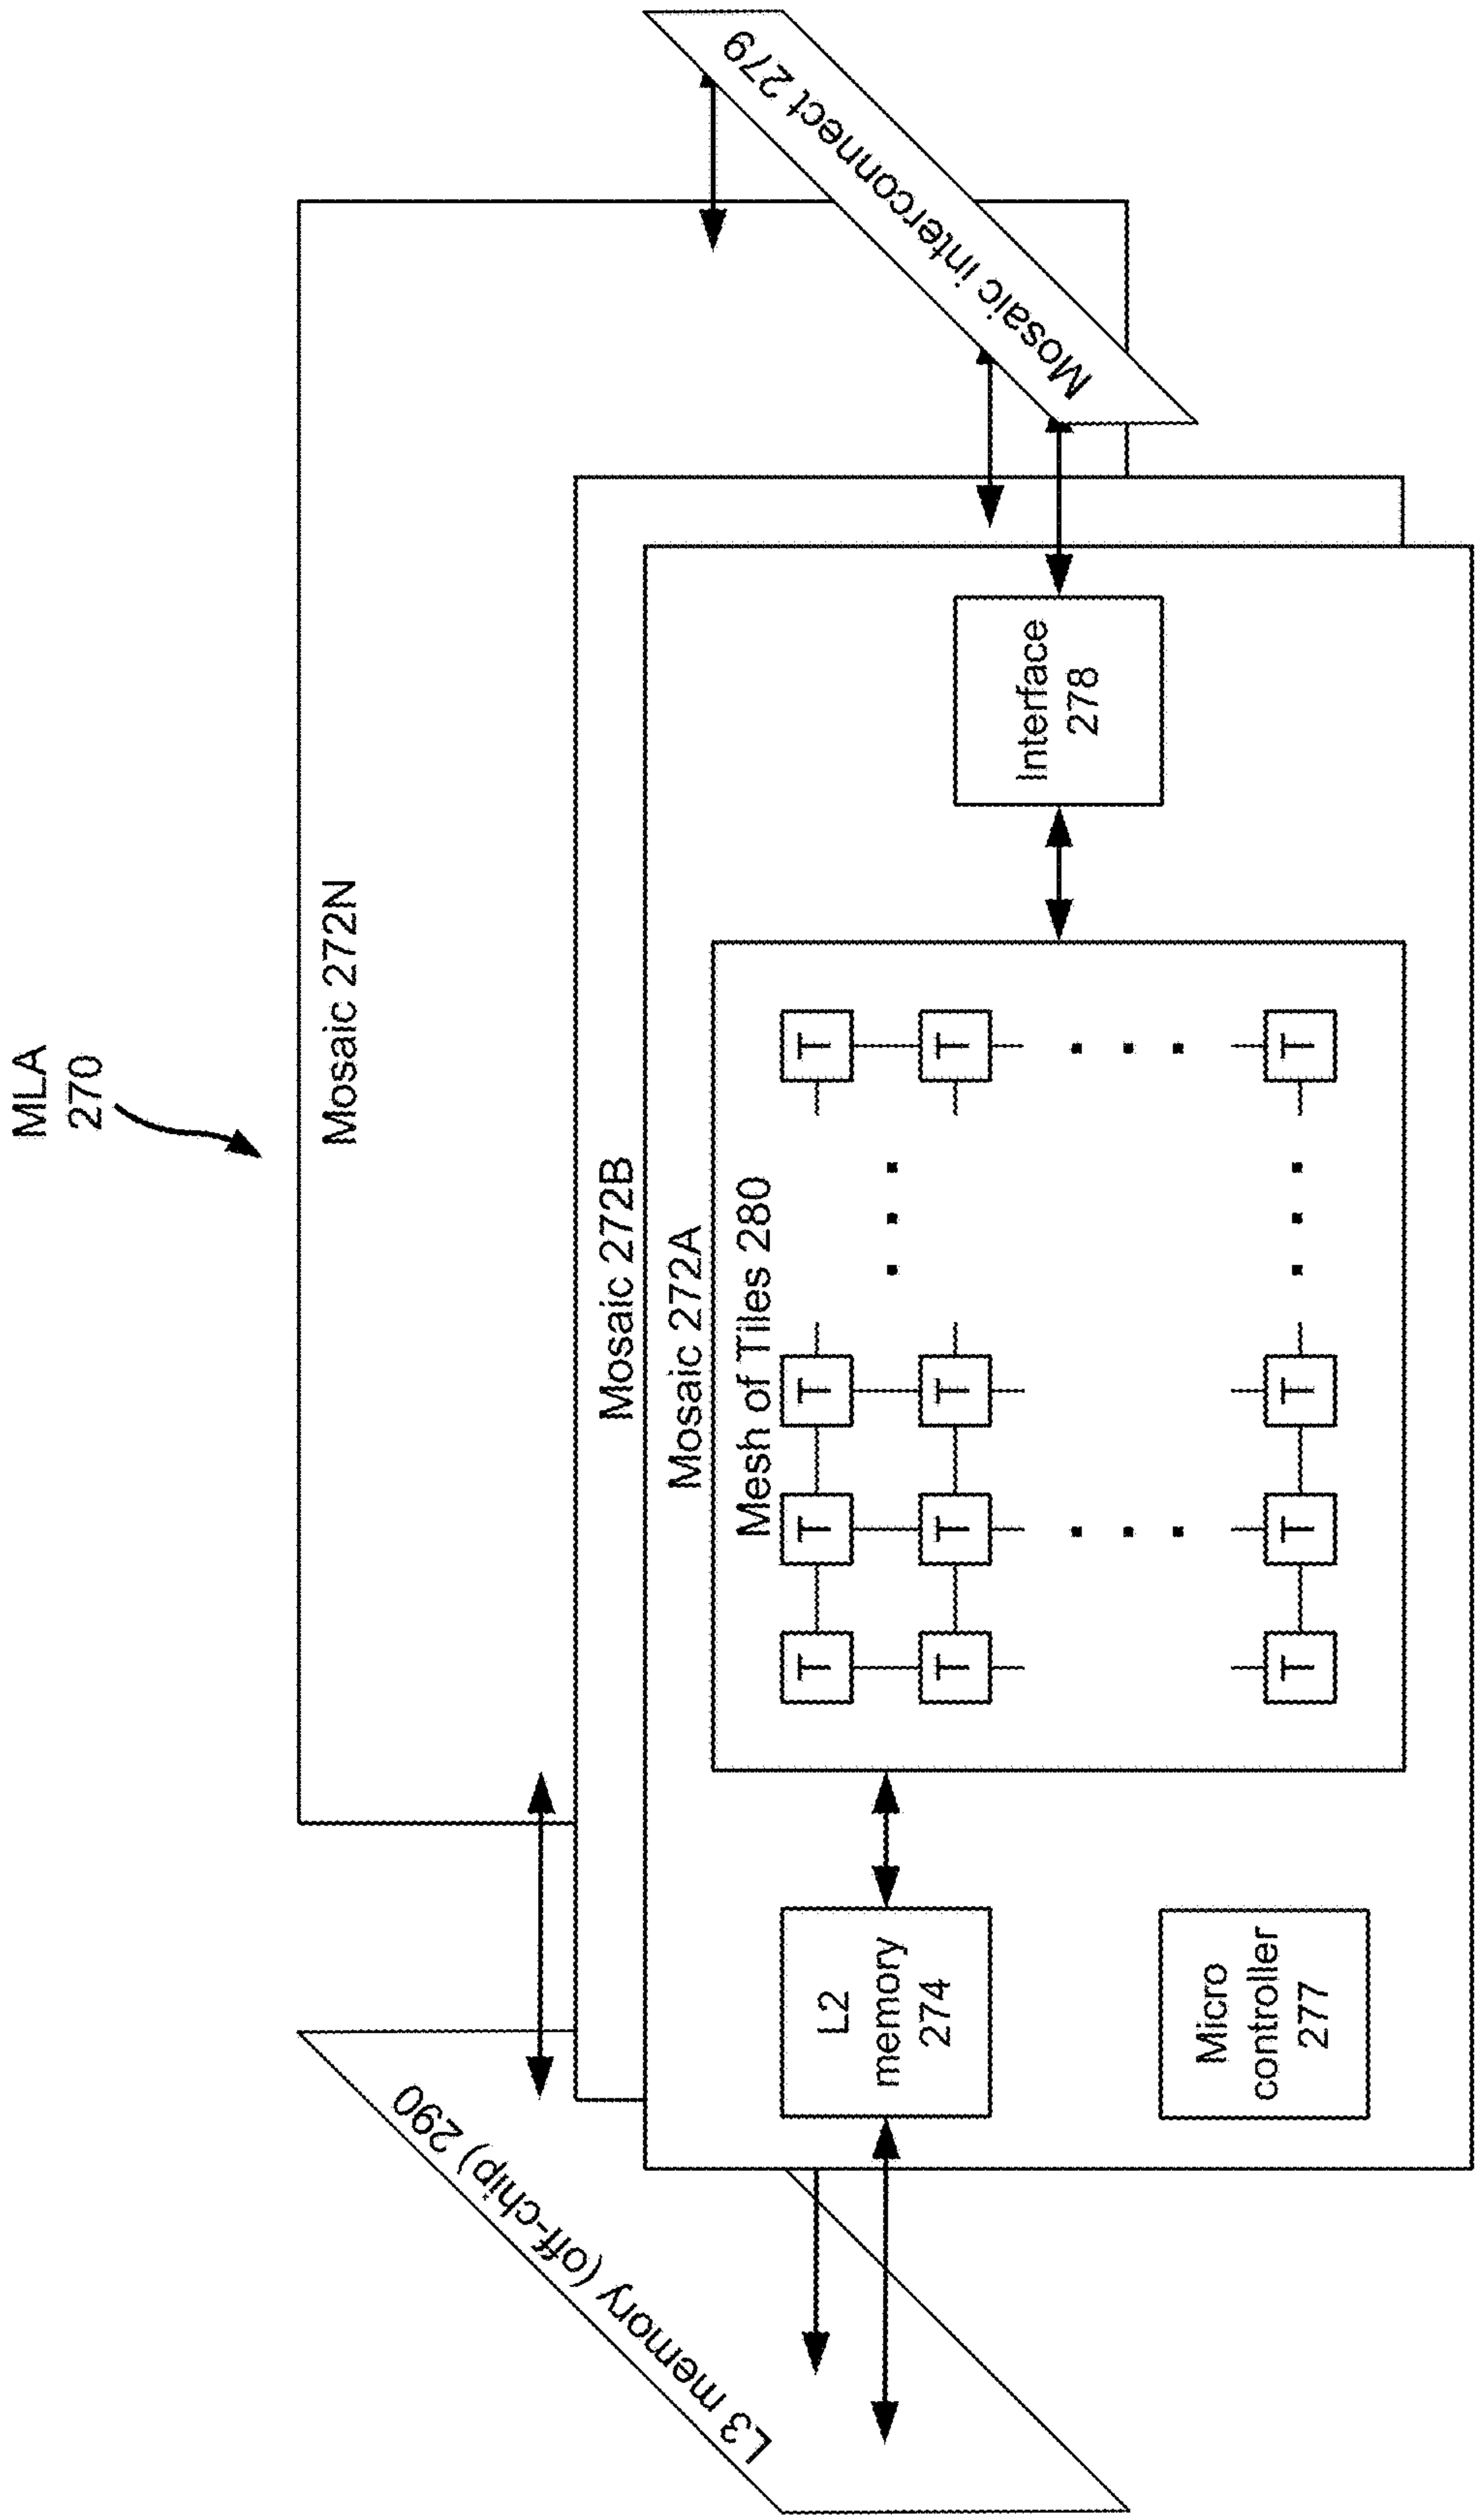 MLA
270
Mosaic 272N
Mosaic 272B
Mosaic 272A
Mesh of Tiles 280
T T T T
T T T T
T T T T
L3 memory (off-chip) 290
L2
memory
274
Micro
controller
277
Interface
278
Mosaic interconnect 279